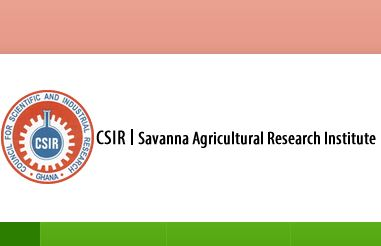 COUNCIL FOR SCIENTIFIC AND INDUSTRIAL RESEARCH
CSIR
• GHANA •
CSIR | Savanna Agricultural Research Institute